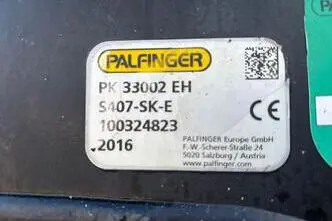 PALFINGER
PK 33002 EH
S407-SK-E
100324823
2016
CE
PALFINGER Europe GmbH
F.-W.-Scherer-Straße 24
5020 Salzburg / Austria
www.palfinger.com